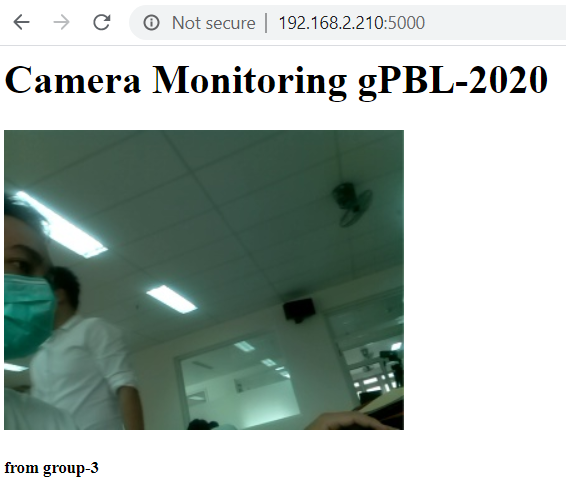 Not secure | 192.168.2.210:5000
Camera Monitoring gPBL-2020
from group-3